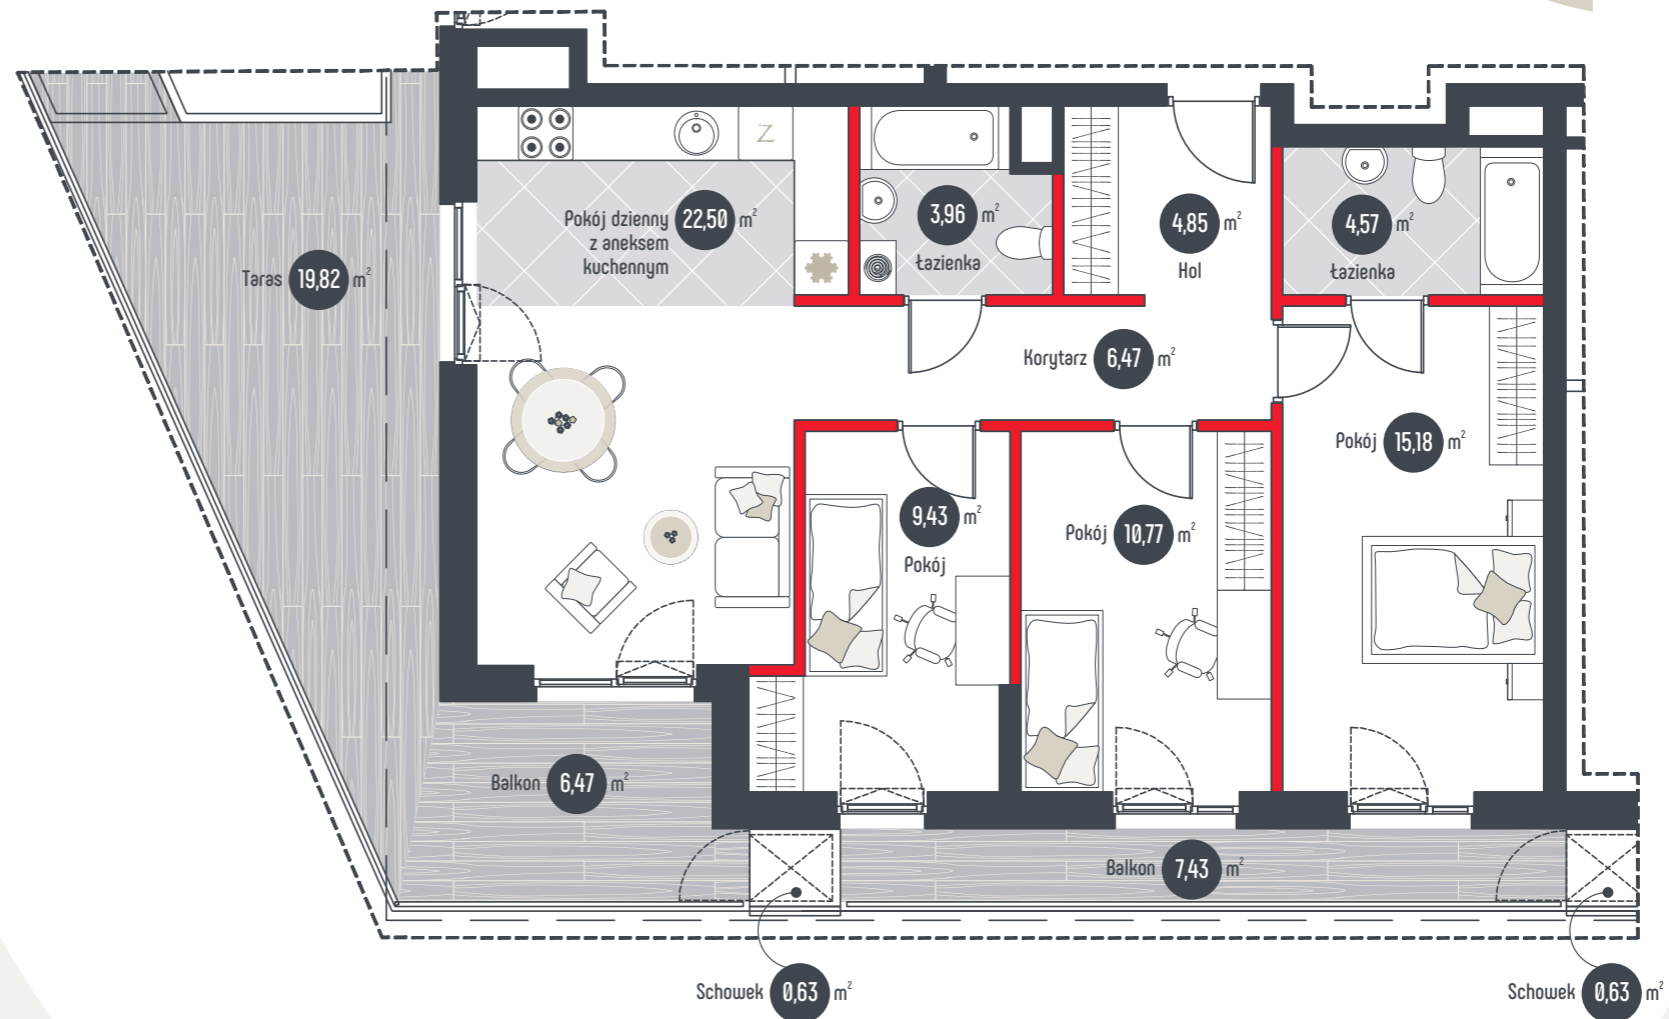 Z
Pokój dzienny 22,50 m²
z aneksem
kuchennym
3,96 m²
Łazienka
4,85 m²
Hol
4,57 m²
Łazienka
Taras 19,82 m²
Korytarz 6,47 m²
Pokój 15,18 m²
9,43 m²
Pokój
Pokój 10,77 m²
Balkon 6,47 m²
Balkon 7,43 m²
Schowek 0,63 m²
Schowek 0,63 m²